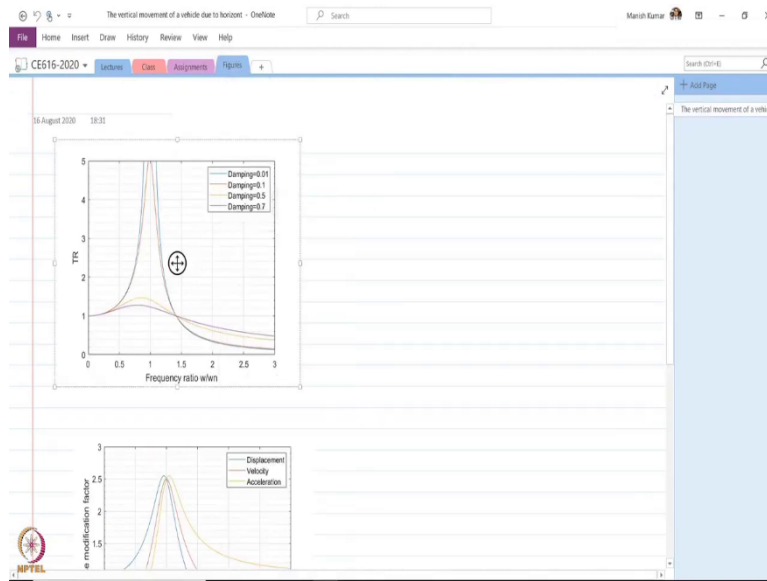 The vertical movement of a vehicle due to horizont - OneNote
Search
Manish Kumar
File Home Insert Draw History Review View Help
CE616-2020 Lectures Class Assignments Figures +
Search (Ctrl+E)
+ Add Page
The vertical movement of a vehic
16 August 2020 18:31
5
4
3
2
1
0
TR
Damping=0.01
Damping=0.1
Damping=0.5
Damping=0.7
0 0.5 1 1.5 2 2.5 3
Frequency ratio w/wn
3
2.5
2
1.5
e modification factor
Displacement
Velocity
Acceleration
NPTEL